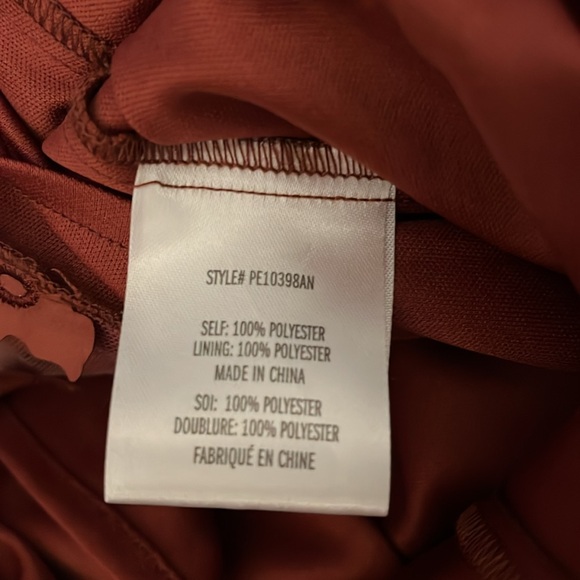 STYLE# PE10398AN
SELF: 100% POLYESTER
LINING: 100% POLYESTER
MADE IN CHINA
SOI: 100% POLYESTER
DOUBLURE: 100% POLYESTER
FABRIQUÉ EN CHINE